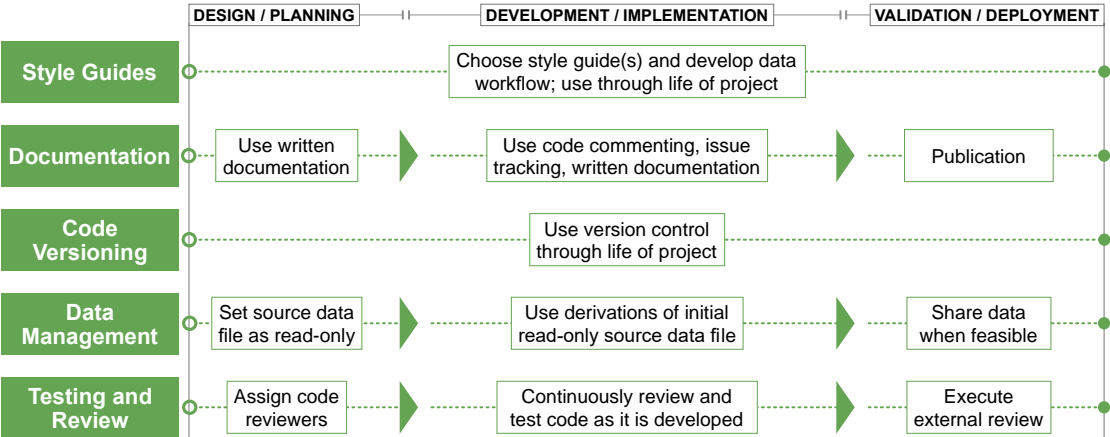 DESIGN / PLANNING
DEVELOPMENT / IMPLEMENTATION
VALIDATION / DEPLOYMENT
Style Guides
Choose style guide(s) and develop data
workflow; use through life of project
Documentation
Use written
documentation
Use code commenting, issue
tracking, written documentation
Publication
Code
Versioning
Use version control
through life of project
Data
Management
Set source data
file as read-only
Use derivations of initial
read-only source data file
Share data
when feasible
Testing and
Review
Assign code
reviewers
Continuously review and
test code as it is developed
Execute
external review